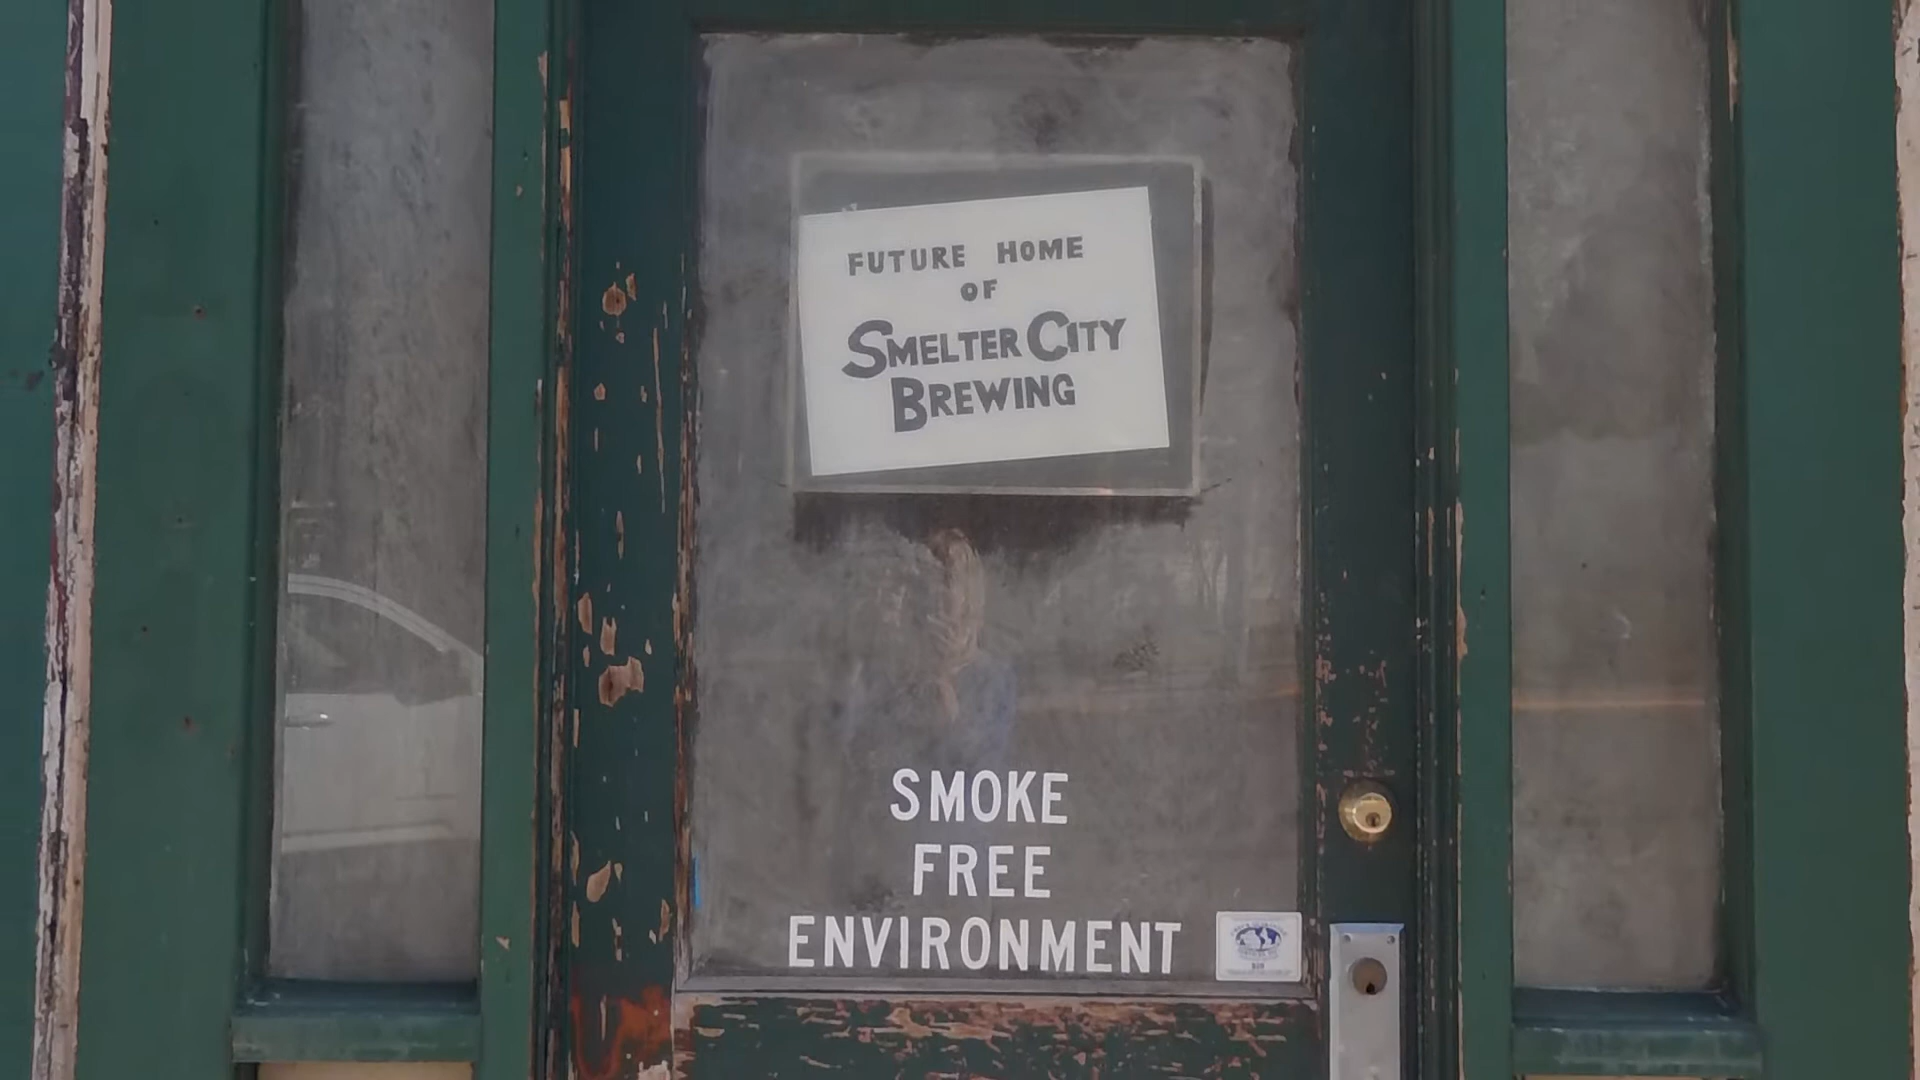 FUTURE HOME
OF
SMELTER CITY
BREWING
SMOKE
FREE
ENVIRONMENT